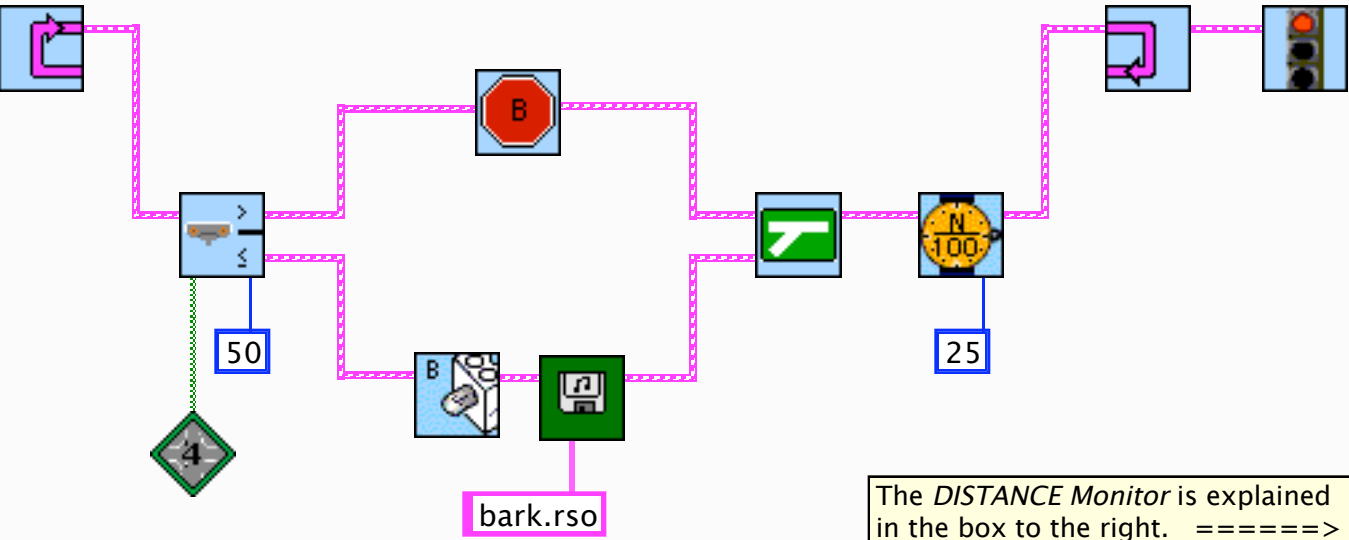 B
>
≤
N
100
50
25
B
4
bark.rso
The DISTANCE Monitor is explained
in the box to the right. ======>